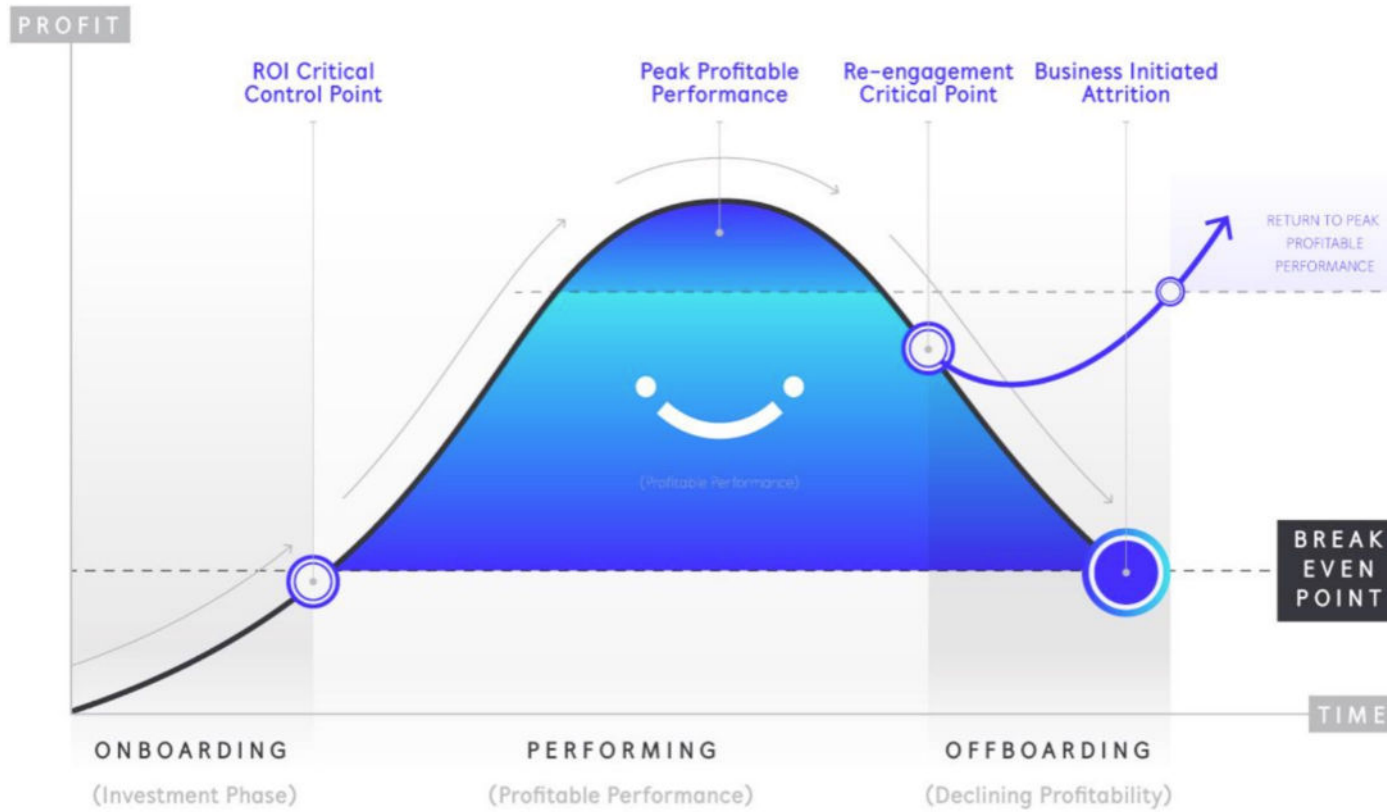 PROFIT
ROI Critical
Control Point
Peak Profitable
Performance
Re-engagement
Critical Point
Business Initiated
Attrition
RETURN TO PEAK
PROFITABLE
PERFORMANCE
(Profitable Performance)
BREAK
EVEN
POINT
TIME
ONBOARDING
PERFORMING
OFFBOARDING
(Investment Phase)
(Profitable Performance)
(Declining Profitability)